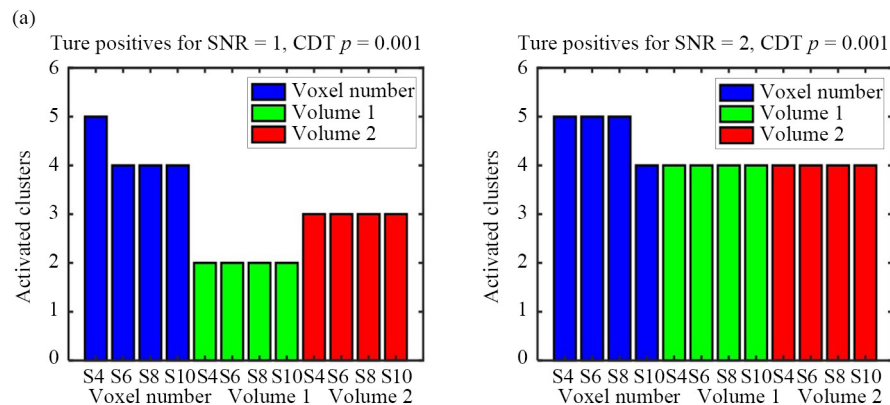 (a)
Ture positives for SNR = 1, CDT p = 0.001
Activated clusters
6
5
4
3
2
1
0
Voxel number
Volume 1
Volume 2
S4 S6 S8 S10 S4 S6 S8 S10 S4 S6 S8 S10
Voxel number Volume 1 Volume 2
Ture positives for SNR = 2, CDT p = 0.001
Activated clusters
6
5
4
3
2
1
0
Voxel number
Volume 1
Volume 2
S4 S6 S8 S10 S4 S6 S8 S10 S4 S6 S8 S10
Voxel number Volume 1 Volume 2